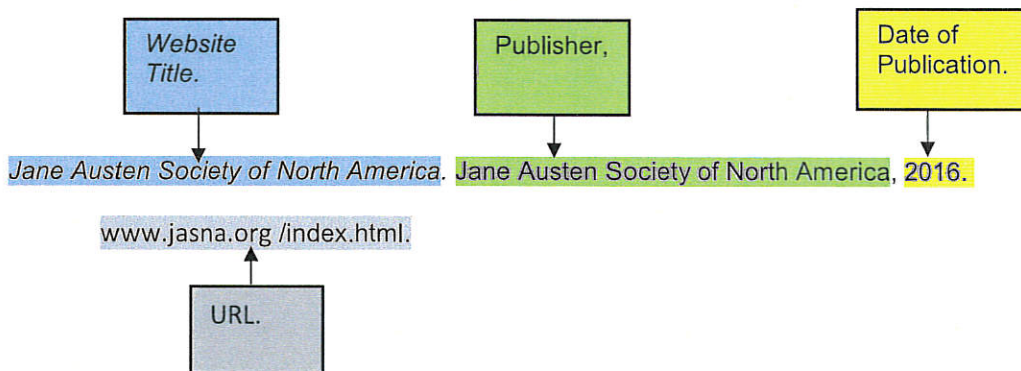 Website
Title.
Publisher,
Date of
Publication.
Jane Austen Society of North America. Jane Austen Society of North America, 2016.
www.jasna.org /index.html.
URL.